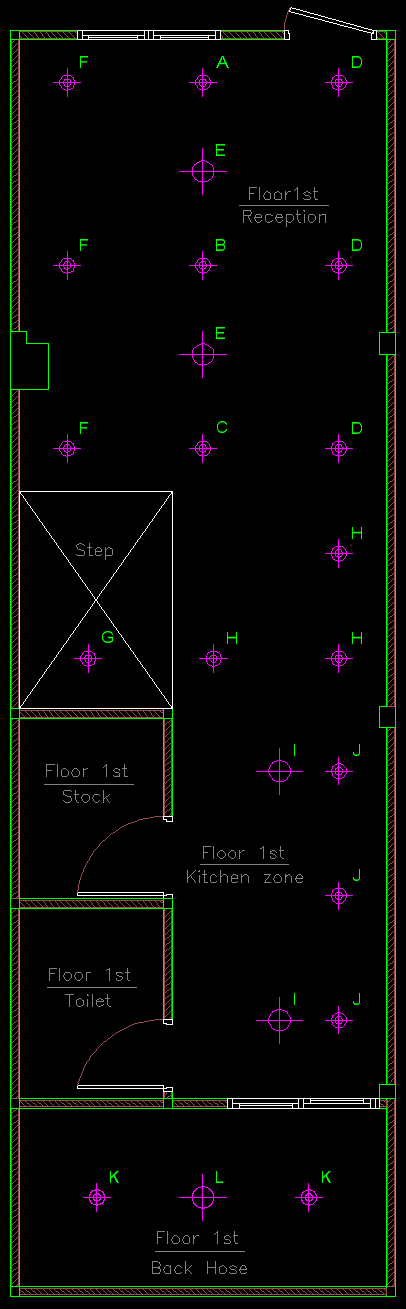 F A D
E
Floor1st
Reception
F B D
E
F C D
H
Step
G H H
I J
Floor 1st
Stock
Floor 1st
Kitchen zone
J
Floor 1st
Toilet
I J
K L K
Floor 1st
Back Hose